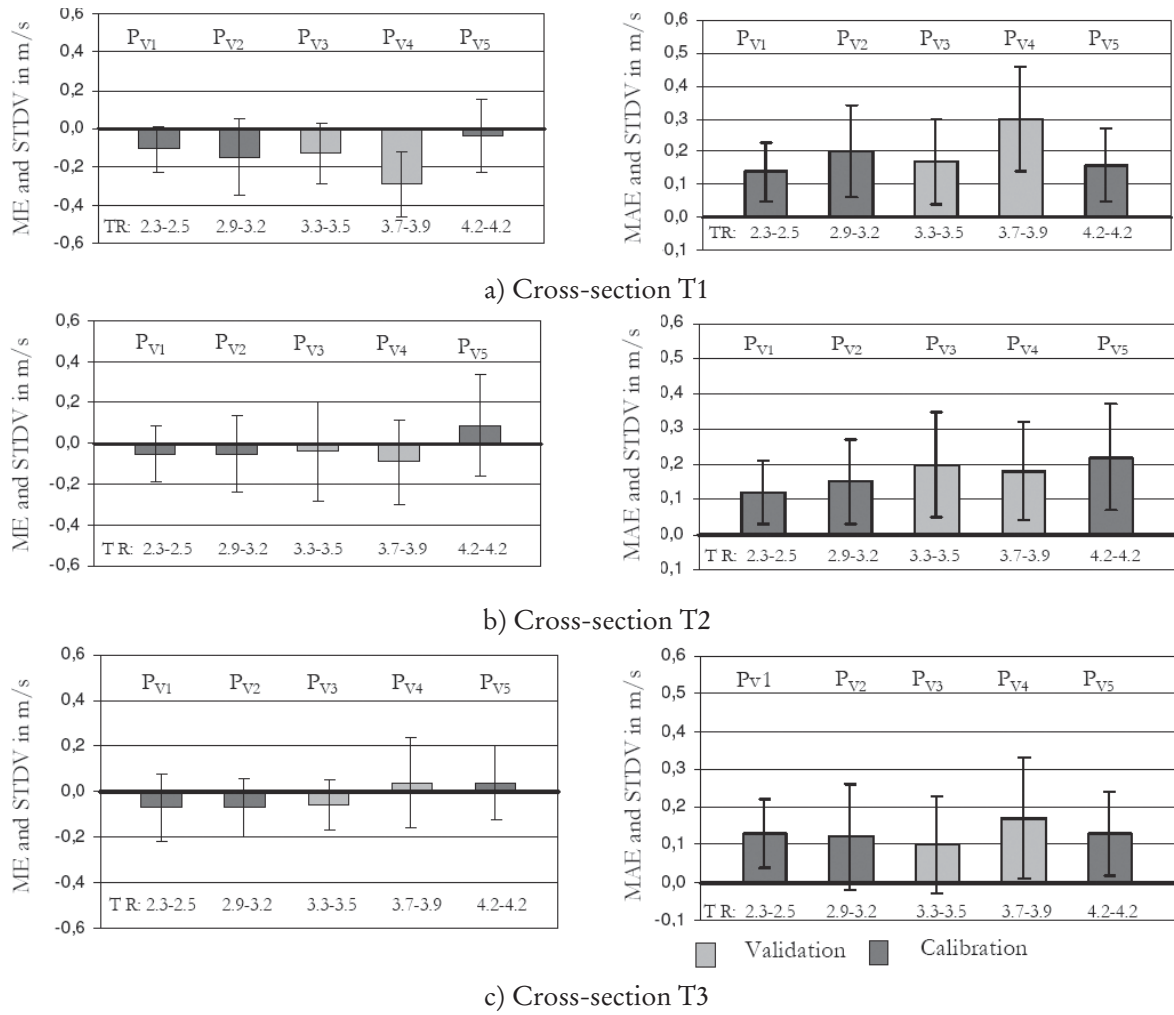 ME and STDV in m/s
0,6
0,4
0,2
0,0
-0,2
-0,4
-0,6
P_V1 P_V2 P_V3 P_V4 P_V5
TR: 2.3-2.5 2.9-3.2 3.3-3.5 3.7-3.9 4.2-4.2
MAE and STDV in m/s
0,6
0,5
0,4
0,3
0,2
0,1
0,0
0,1
P_V1 P_V2 P_V3 P_V4 P_V5
TR: 2.3-2.5 2.9-3.2 3.3-3.5 3.7-3.9 4.2-4.2
a) Cross-section T1
ME and STDV in m/s
0,6
0,4
0,2
0,0
-0,2
-0,4
-0,6
P_V1 P_V2 P_V3 P_V4 P_V5
T R: 2.3-2.5 2.9-3.2 3.3-3.5 3.7-3.9 4.2-4.2
MAE and STDV in m/s
0,6
0,5
0,4
0,3
0,2
0,1
0,0
0,1
P_V1 P_V2 P_V3 P_V4 P_V5
T R: 2.3-2.5 2.9-3.2 3.3-3.5 3.7-3.9 4.2-4.2
b) Cross-section T2
ME and STDV in m/s
0,6
0,4
0,2
0,0
-0,2
-0,4
-0,6
P_V1 P_V2 P_V3 P_V4 P_V5
T R: 2.3-2.5 2.9-3.2 3.3-3.5 3.7-3.9 4.2-4.2
MAE and STDV in m/s
0,6
0,5
0,4
0,3
0,2
0,1
0,0
-0,1
Pv1 P_V2 P_V3 P_V4 P_V5
T R: 2.3-2.5 2.9-3.2 3.3-3.5 3.7-3.9 4.2-4.2
Validation Calibration
c) Cross-section T3